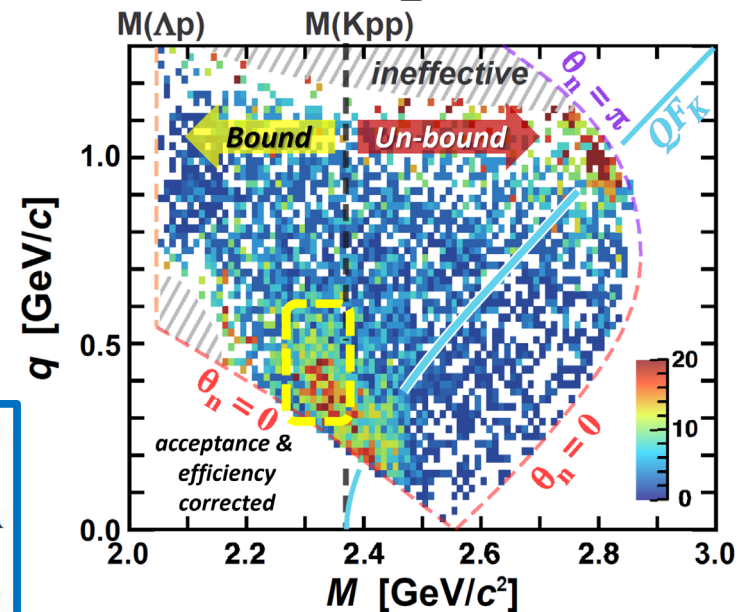 M(Λp) M(Kpp)
ineffective
θn = π
QFK
Bound
Un-bound
1.0
0.5
0.0
q [GeV/c]
θn = 0
θn = 0
acceptance &
efficiency
corrected
20
10
0
2.0 2.2 2.4 2.6 2.8 3.0
M [GeV/c²]